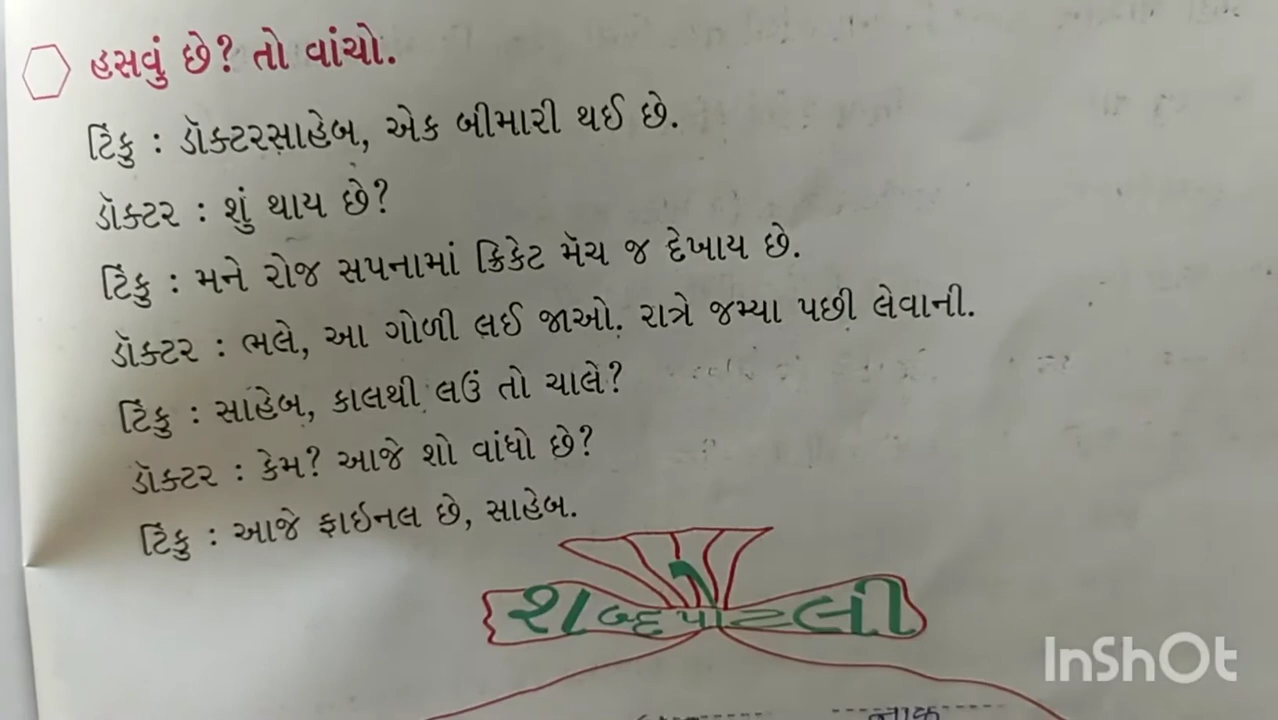 હસવું છે? તો વાંચો.
ટિંકુ : ડૉક્ટરસાહેબ, એક બીમારી થઈ છે.
ડૉક્ટર : શું થાય છે?
ટિંકુ : મને રોજ સપનામાં ક્રિકેટ મૅચ જ દેખાય છે.
ડૉક્ટર : ભલે, આ ગોળી લઈ જાઓ. રાત્રે જમ્યા પછી લેવાની.
ટિંકુ : સાહેબ, કાલથી લઉં તો ચાલે?
ડૉક્ટર : કેમ? આજે શો વાંધો છે?
ટિંકુ : આજે ફાઇનલ છે, સાહેબ.
શબ્દપોટલી
InShOt